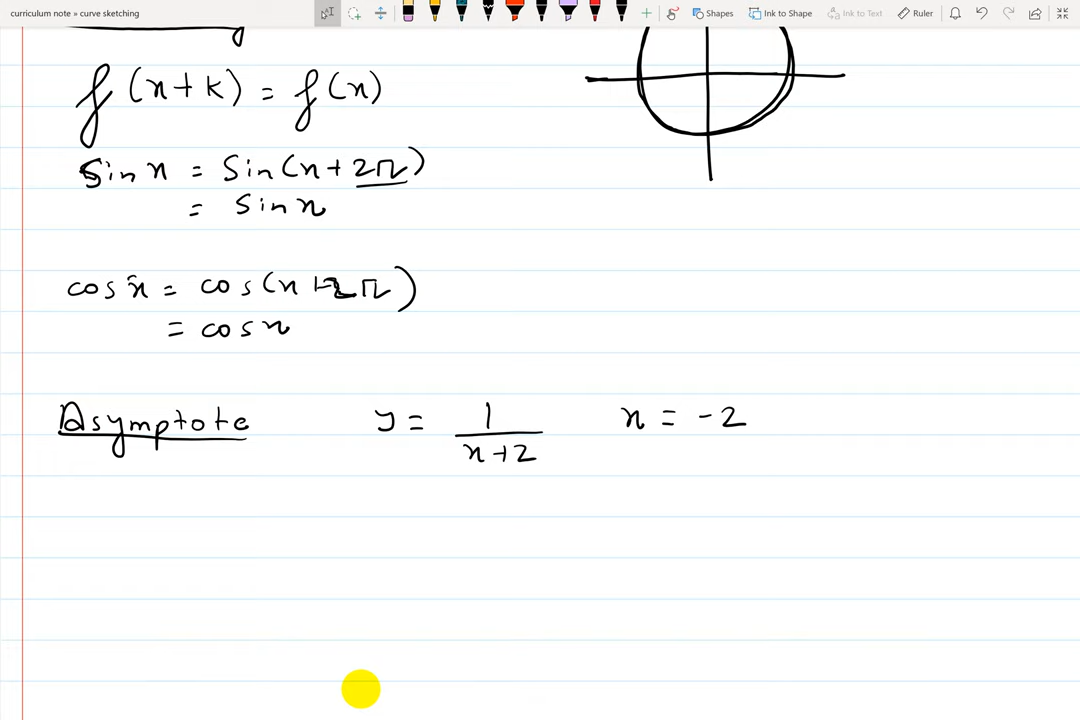 curriculum note » curve sketching
Shapes Ink to Shape Ink to Text Ruler
f(x+k) = f(x)
Sin x = Sin(x+2π)
= Sin x
cos x = cos(x+2π)
= cos x
Asymptote y = 1/(x+2) x = -2